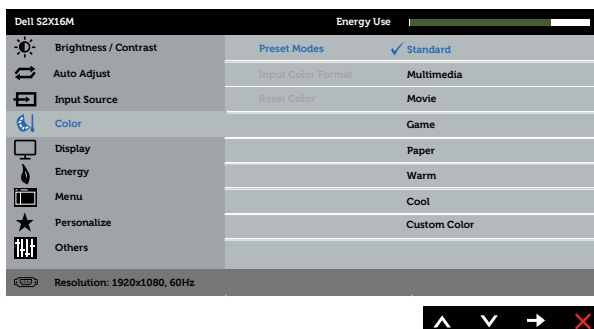 Dell S2X16M
Energy Use
Brightness / Contrast
Preset Modes
Standard
Auto Adjust
Input Color Format
Multimedia
Input Source
Reset Color
Movie
Color
Game
Display
Paper
Energy
Warm
Menu
Cool
Personalize
Custom Color
Others
Resolution: 1920x1080, 60Hz